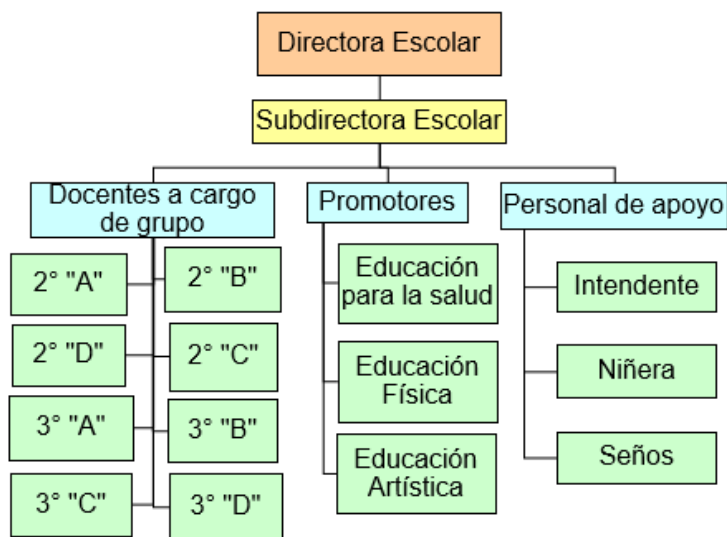 Directora Escolar
Subdirectora Escolar
Docentes a cargo
de grupo
Promotores
Personal de apoyo
2° "A"
2° "B"
2° "D"
2° "C"
3° "A"
3° "B"
3° "C"
3° "D"
Educación
para la salud
Educación
Física
Educación
Artística
Intendente
Niñera
Seños